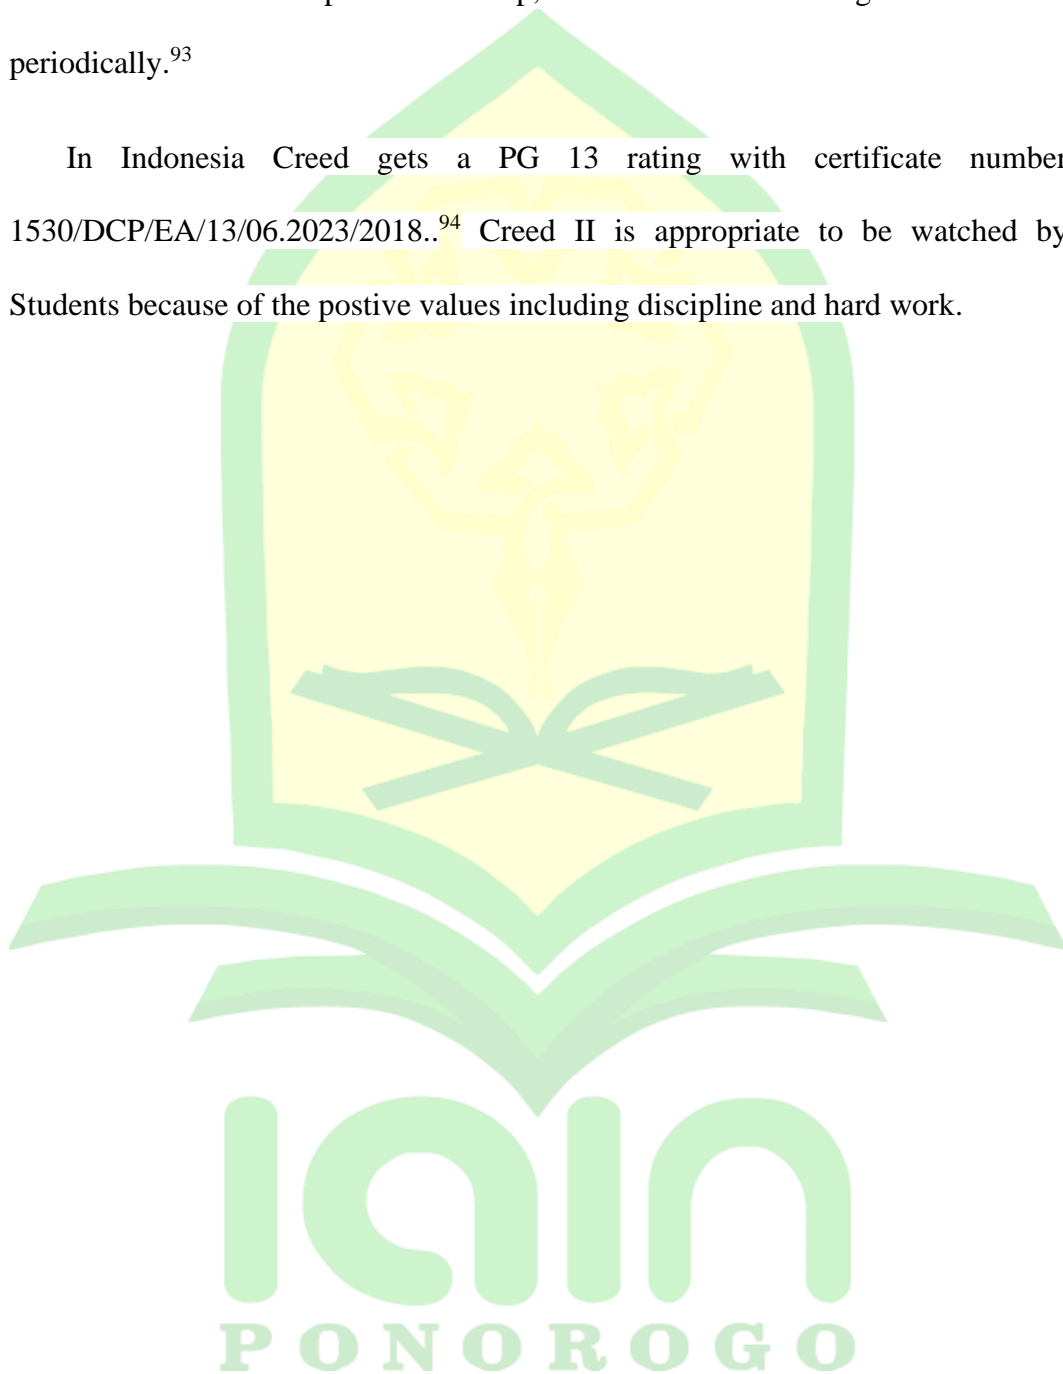 periodically.93
In Indonesia Creed gets a PG 13 rating with certificate number
1530/DCP/EA/13/06.2023/2018..94 Creed II is appropriate to be watched by
Students because of the postive values including discipline and hard work.
iain
PONOROGO